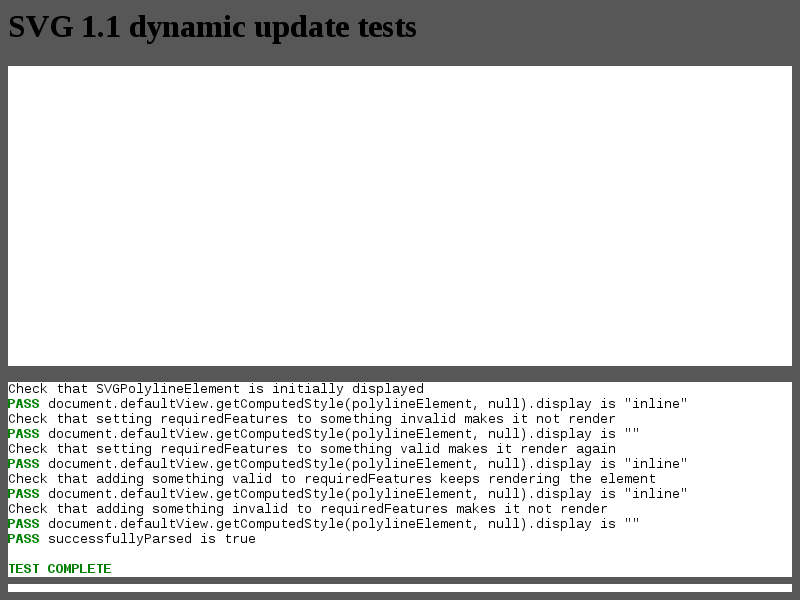 SVG 1.1 dynamic update tests
Check that SVGPolylineElement is initially displayed
PASS document.defaultView.getComputedStyle(polylineElement, null).display is "inline"
Check that setting requiredFeatures to something invalid makes it not render
PASS document.defaultView.getComputedStyle(polylineElement, null).display is ""
Check that setting requiredFeatures to something valid makes it render again
PASS document.defaultView.getComputedStyle(polylineElement, null).display is "inline"
Check that adding something valid to requiredFeatures keeps rendering the element
PASS document.defaultView.getComputedStyle(polylineElement, null).display is "inline"
Check that adding something invalid to requiredFeatures makes it not render
PASS document.defaultView.getComputedStyle(polylineElement, null).display is ""
PASS successfullyParsed is true
TEST COMPLETE